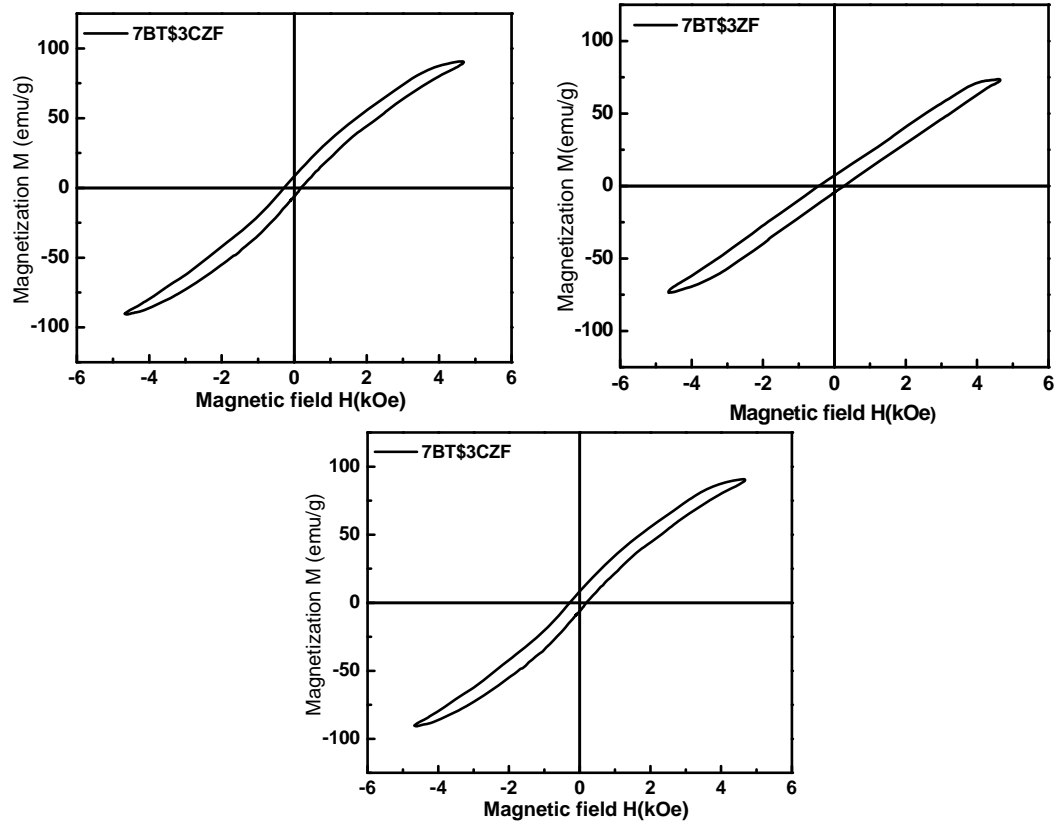 7BT$3CZF
Magnetization M (emu/g)
100
50
0
-50
-100
-6 -4 -2 0 2 4 6
Magnetic field H(kOe)
7BT$3ZF
Magnetization M(emu/g)
100
50
0
-50
-100
-6 -4 -2 0 2 4 6
Magnetic field H(kOe)
7BT$3CZF
Magnetization M (emu/g)
100
50
0
-50
-100
-6 -4 -2 0 2 4 6
Magnetic field H(kOe)